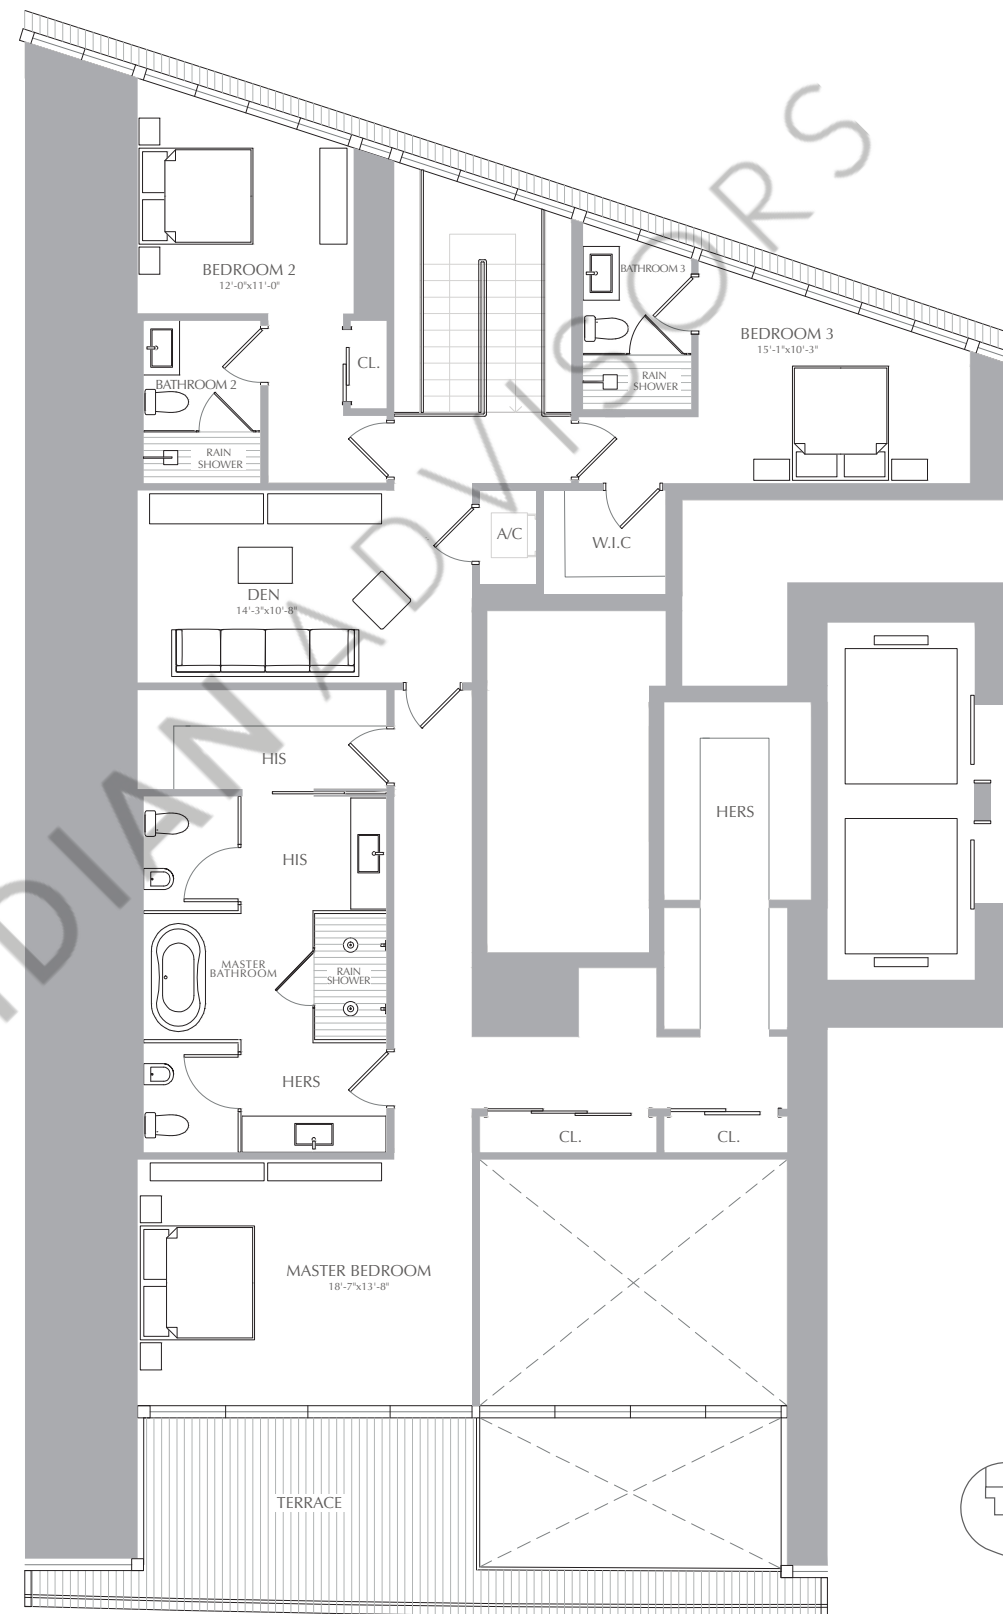 BEDROOM 2
12'-0"x11'-0"
BATHROOM 3
BEDROOM 3
15'-1"x10'-3"
CL.
BATHROOM 2
RAIN
SHOWER
RAIN
SHOWER
A/C
W.I.C
DEN
14'-3"x10'-8"
HIS
HERS
HIS
MASTER
BATHROOM
RAIN
SHOWER
HERS
CL.
CL.
MASTER BEDROOM
18'-7"x13'-8"
TERRACE
IDIAN ADVISORS